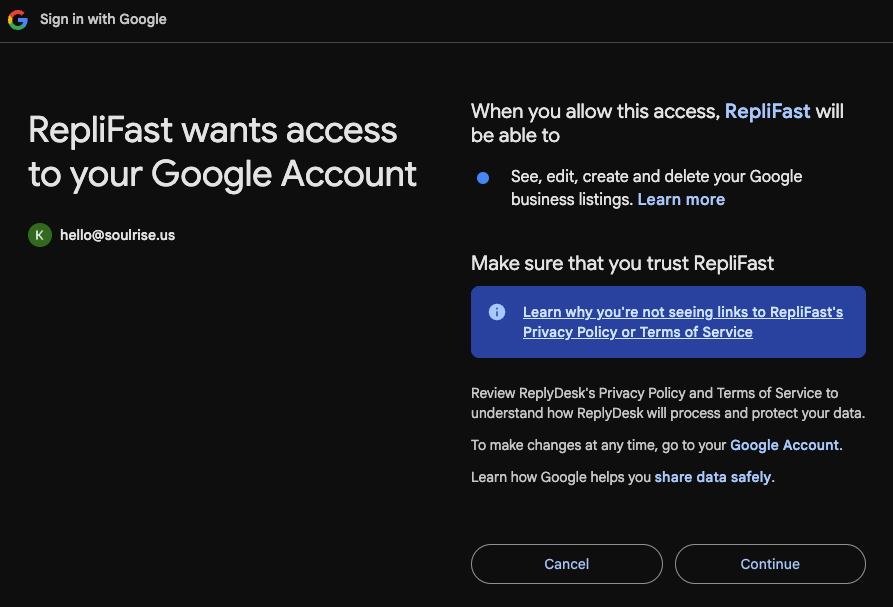 Sign in with Google
RepliFast wants access
to your Google Account
K
hello@soulrise.us
When you allow this access, RepliFast will
be able to
See, edit, create and delete your Google
business listings. Learn more
Make sure that you trust RepliFast
Learn why you're not seeing links to RepliFast's
Privacy Policy or Terms of Service
Review ReplyDesk's Privacy Policy and Terms of Service to
understand how ReplyDesk will process and protect your data.
To make changes at any time, go to your Google Account.
Learn how Google helps you share data safely.
Cancel
Continue